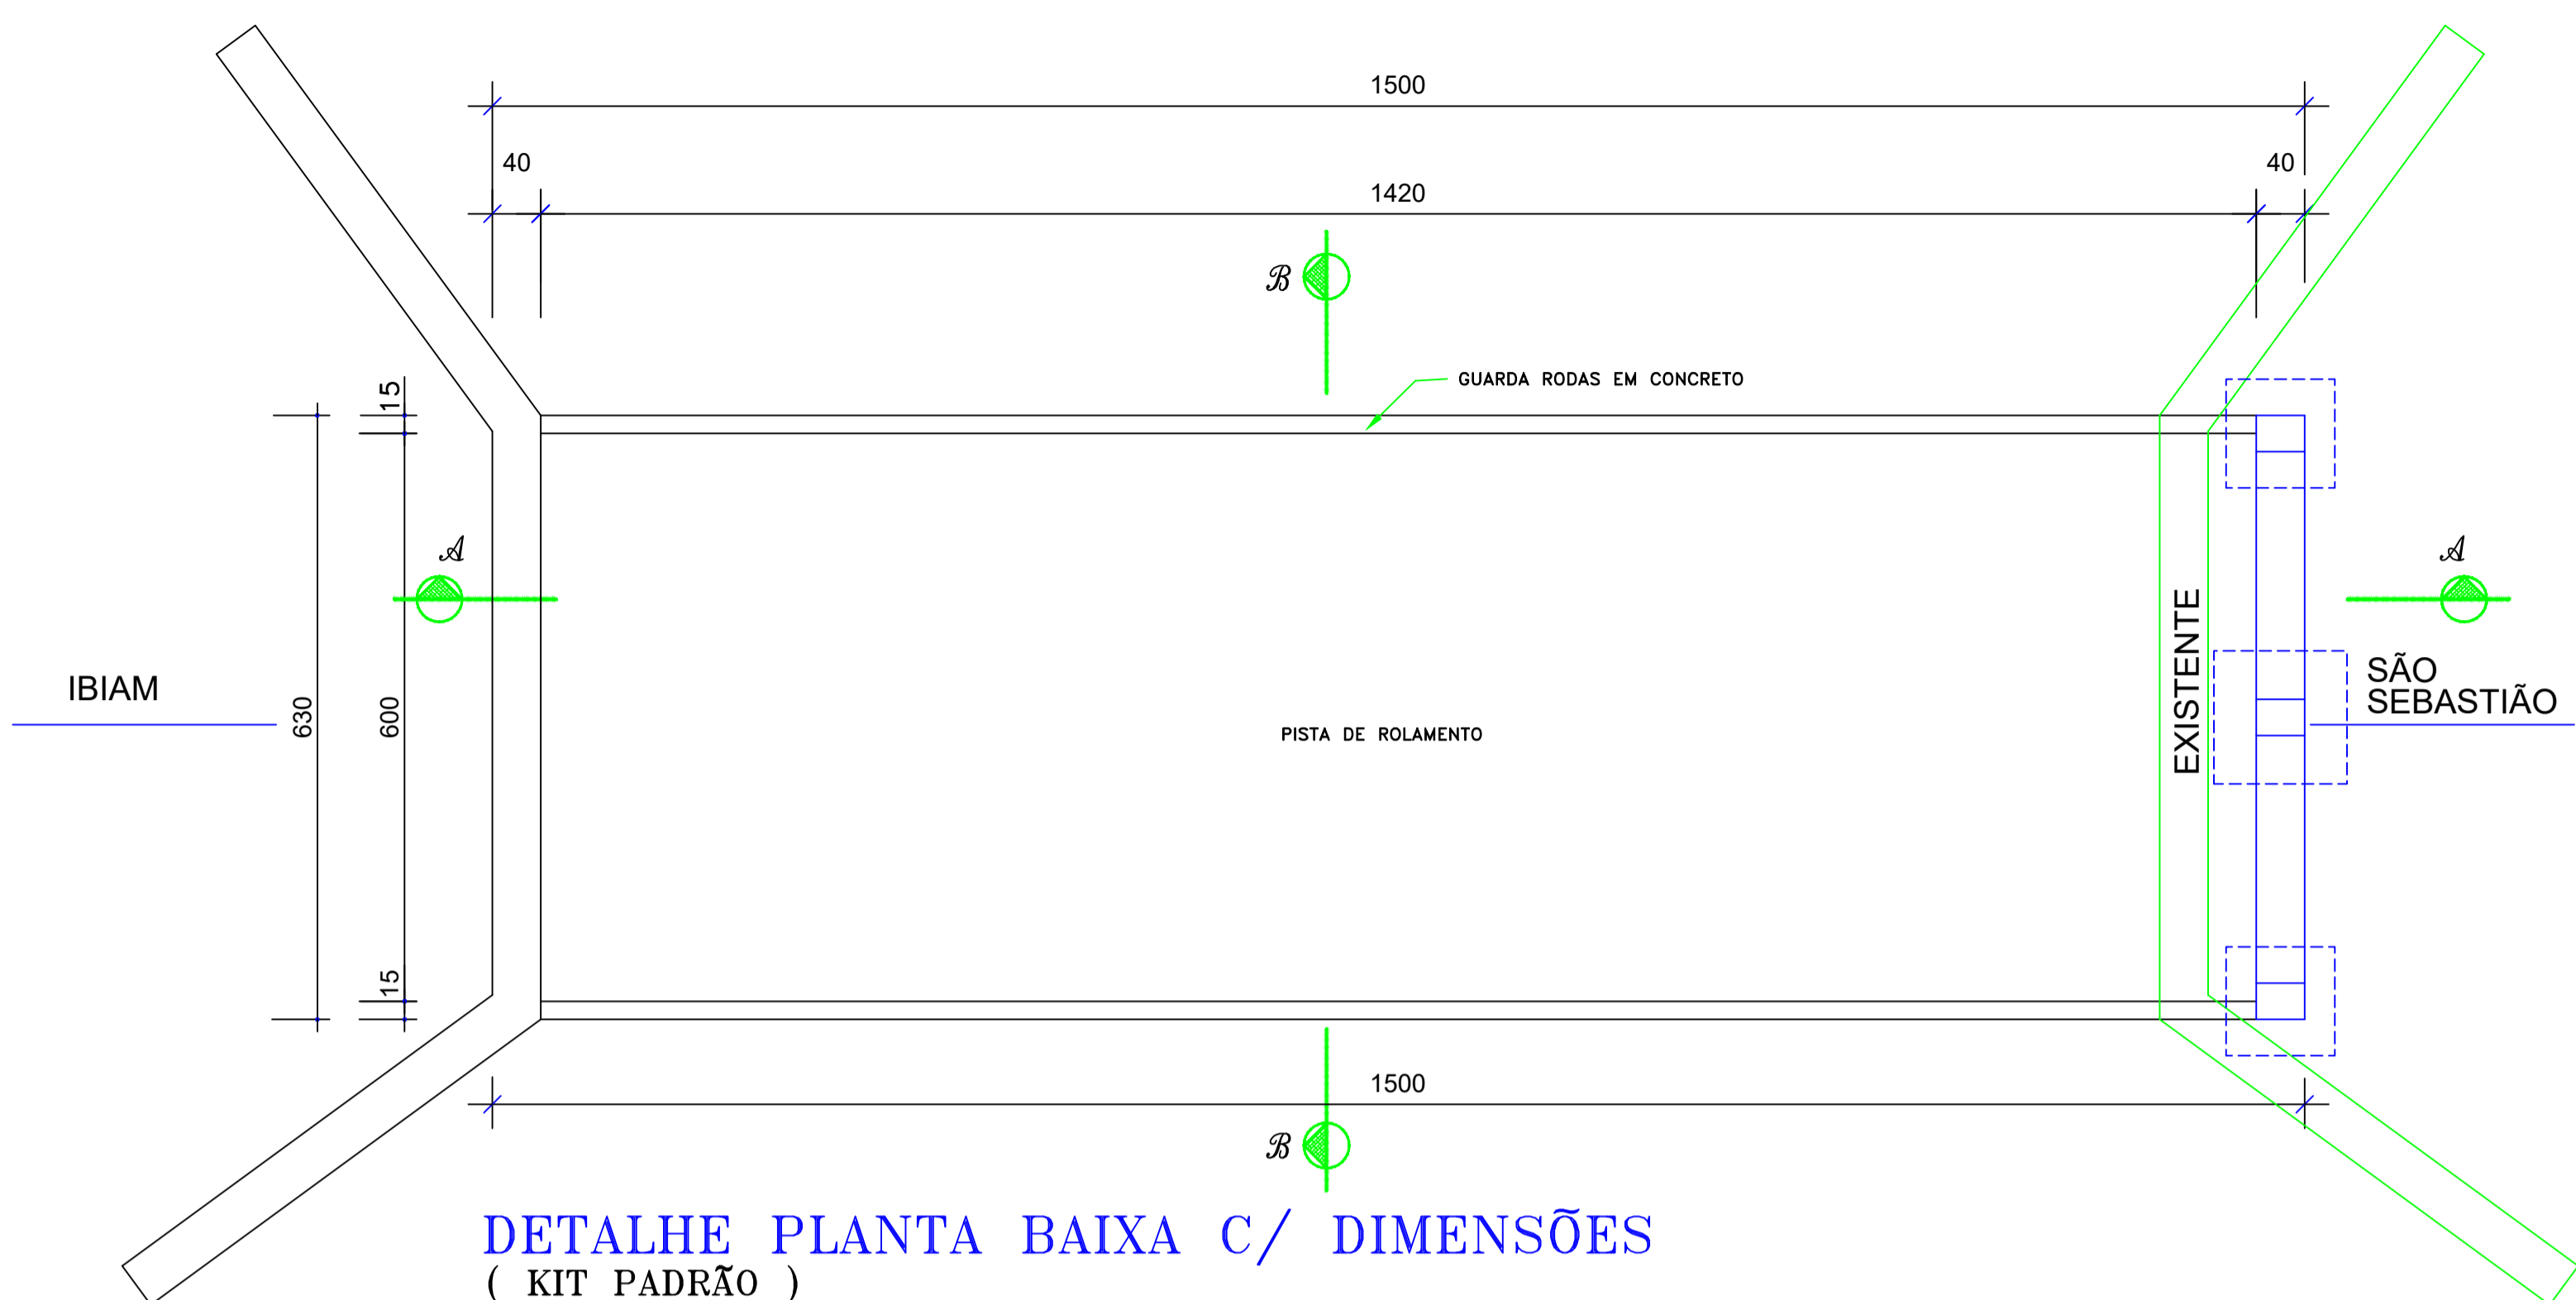 1500
40
40
1420
B
GUARDA RODAS EM CONCRETO
15
A
A
IBIAM
630
600
EXISTENTE
SÃO
SEBASTIÃO
PISTA DE ROLAMENTO
15
1500
B
DETALHE PLANTA BAIXA C/ DIMENSÕES
( KIT PADRÃO )